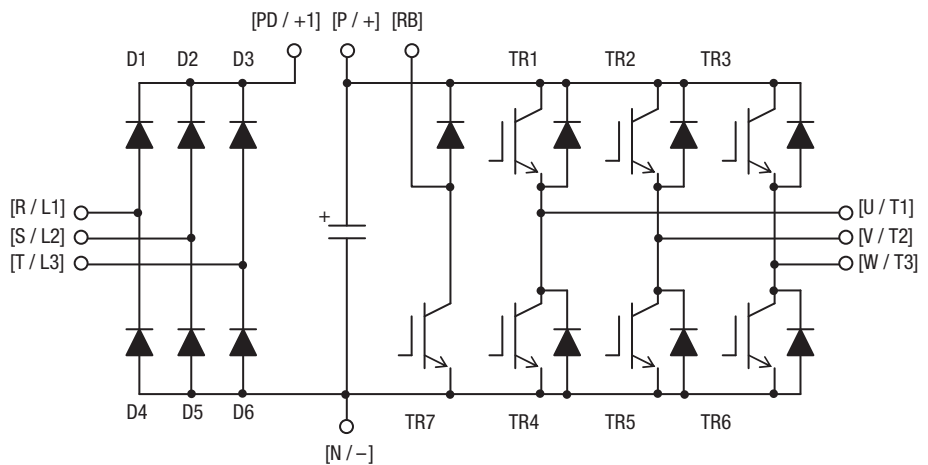 [PD / +1] [P / +] [RB]
D1 D2 D3 TR1 TR2 TR3
[R / L1] [U / T1]
+
[S / L2] [V / T2]
[T / L3] [W / T3]
D4 D5 D6 TR7 TR4 TR5 TR6
[N / −]